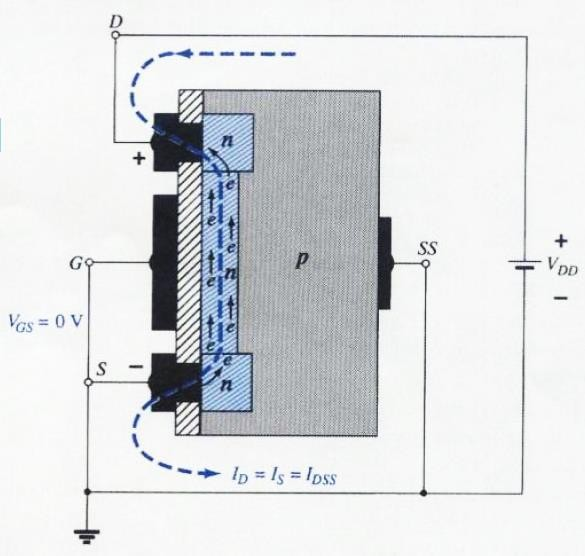 D
n
+
e
e
e
p
SS
+
G
e
n
e
V_DD
−
V_GS = 0 V
e
e
e
S
−
e
n
I_D = I_S = I_DSS